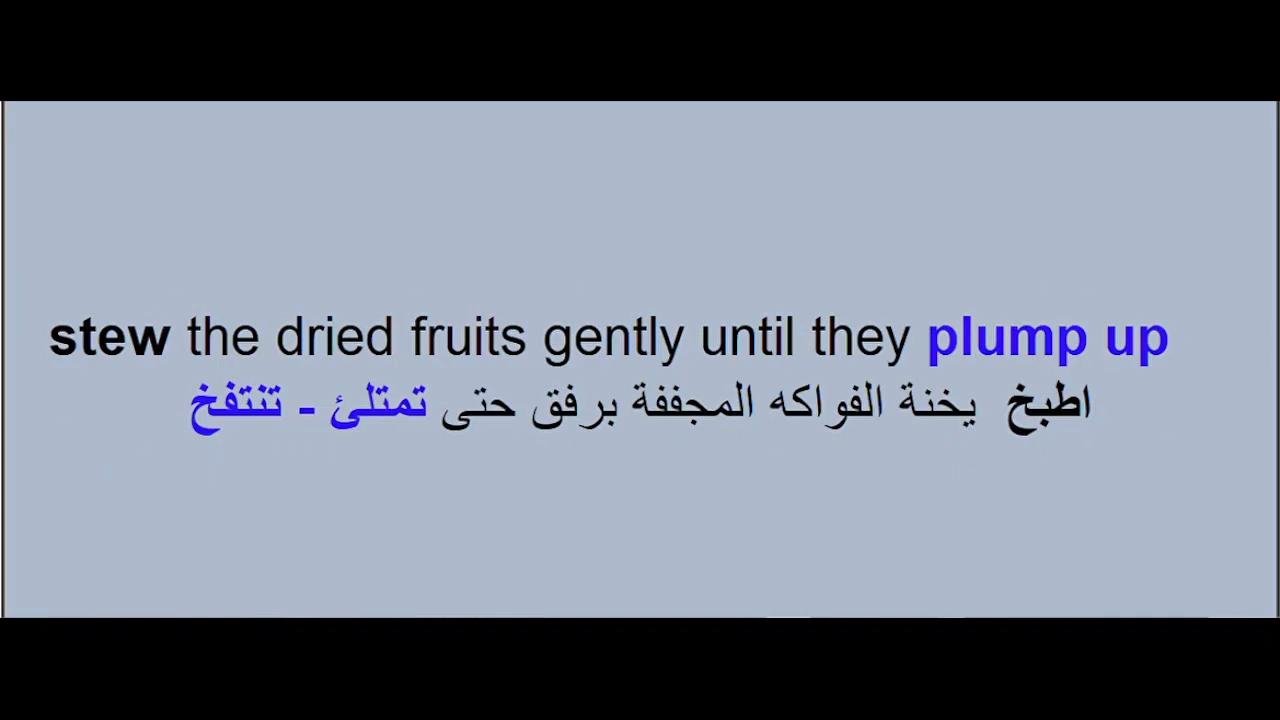 stew the dried fruits gently until they plump up
اطبخ يخنة الفواكه المجففة برفق حتى تمتلئ - تنتفخ